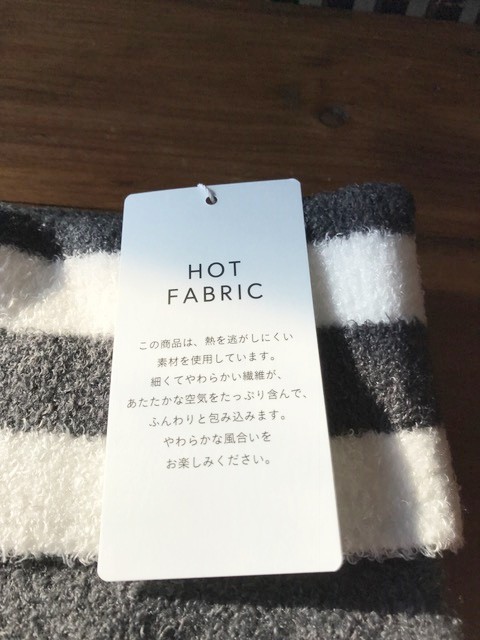 HOT
FABRIC
この商品は、熱を逃がしにくい
素材を使用しています。
細くてやわらかい繊維が、
あたたかな空気をたっぷり含んで、
ふんわりと包み込みます。
やわらかな風合いを
お楽しみください。